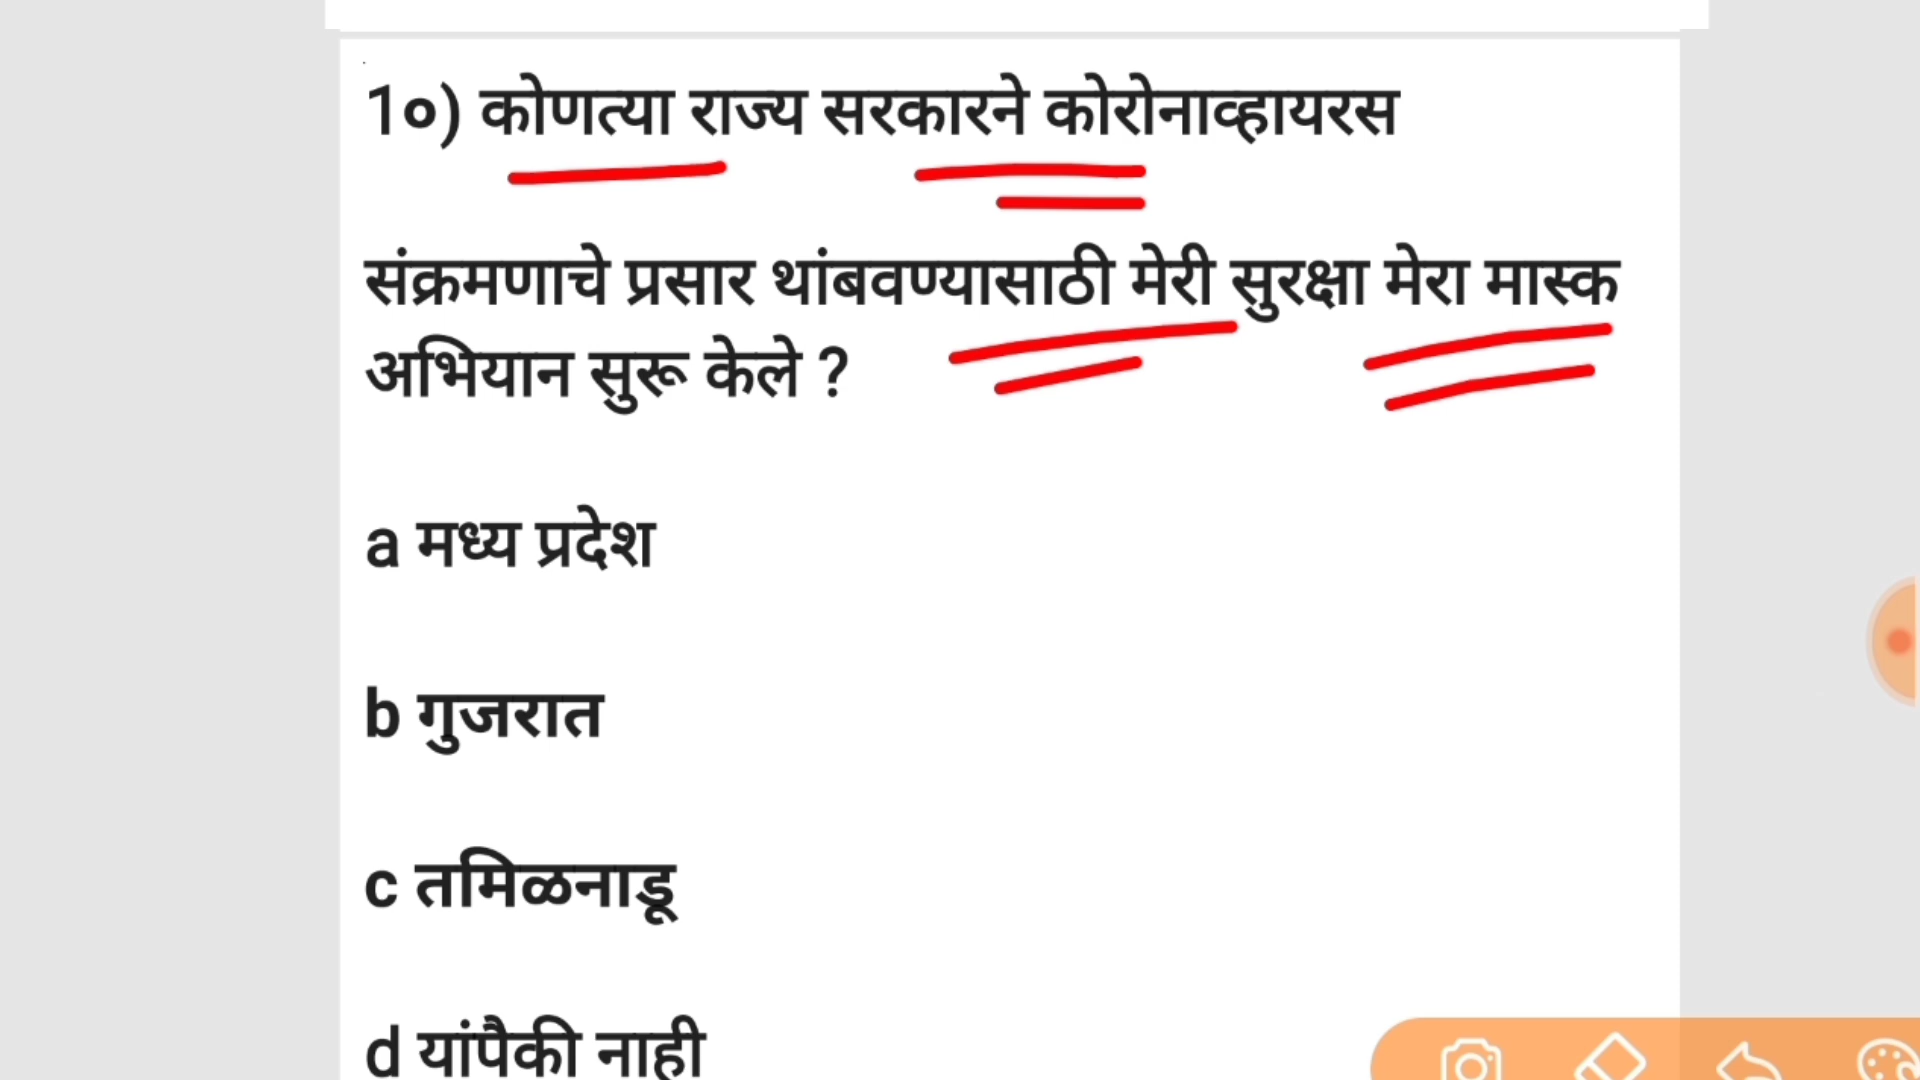 1०) कोणत्या राज्य सरकारने कोरोनाव्हायरस
संक्रमणाचे प्रसार थांबवण्यासाठी मेरी सुरक्षा मेरा मास्क
अभियान सुरू केले ?
a मध्य प्रदेश
b गुजरात
c तमिळनाडू
d यांपैकी नाही